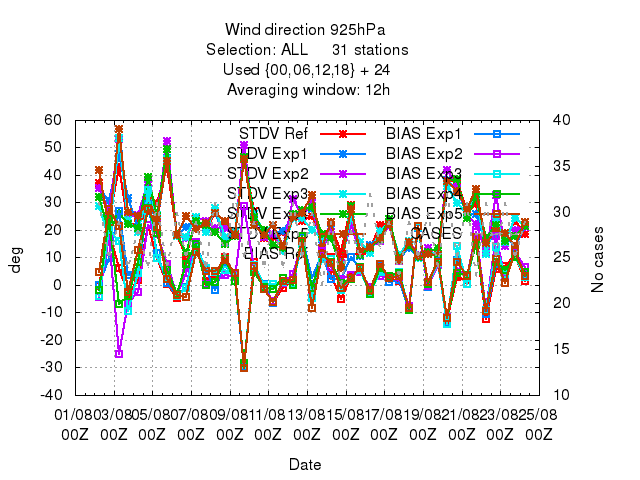 Wind direction 925hPa
Selection: ALL 31 stations
Used {00,06,12,18} + 24
Averaging window: 12h
60
50
40
30
20
10
0
-10
-20
-30
-40
40
35
30
25
20
15
10
deg
No cases
STDV Ref
STDV Exp1
STDV Exp2
STDV Exp3
BIAS Exp1
BIAS Exp2
BIAS Exp3
BIAS Exp4
BIAS Exp5
CASES
01/08 03/08 05/08 07/08 09/08 11/08 13/08 15/08 17/08 19/08 21/08 23/08 25/08
00Z 00Z 00Z 00Z 00Z 00Z 00Z 00Z 00Z 00Z 00Z 00Z 00Z
Date